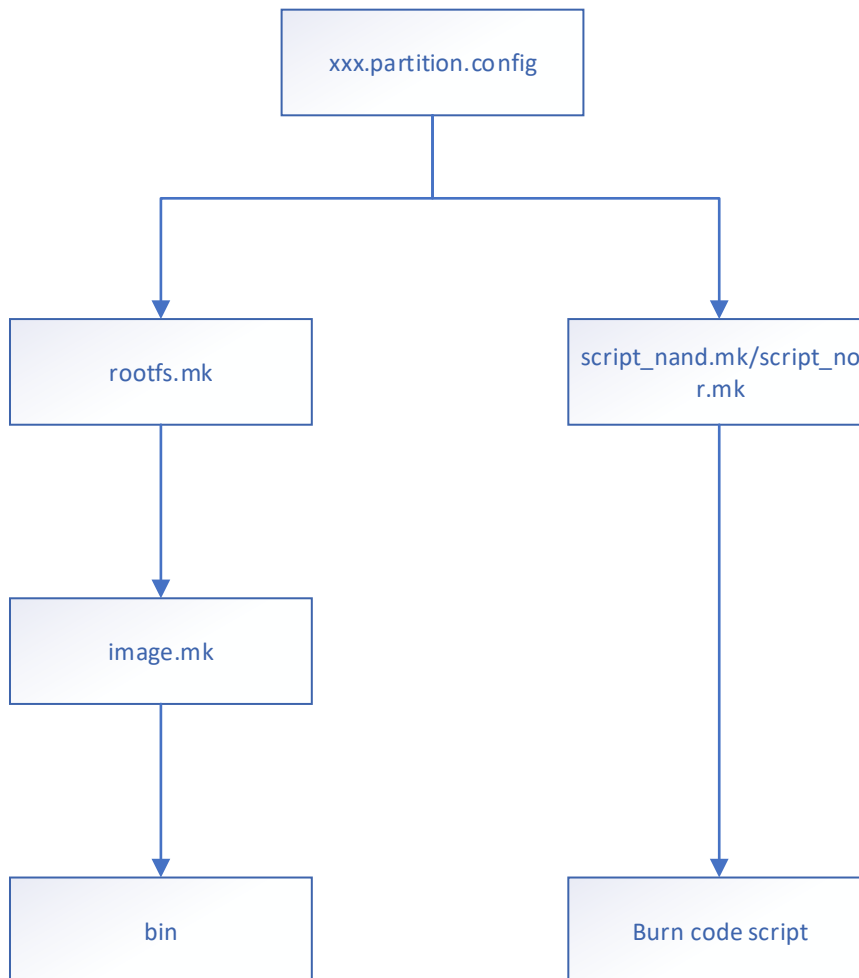 xxx.partition.config
rootfs.mk
script_nand.mk/script_no
r.mk
image.mk
bin
Burn code script